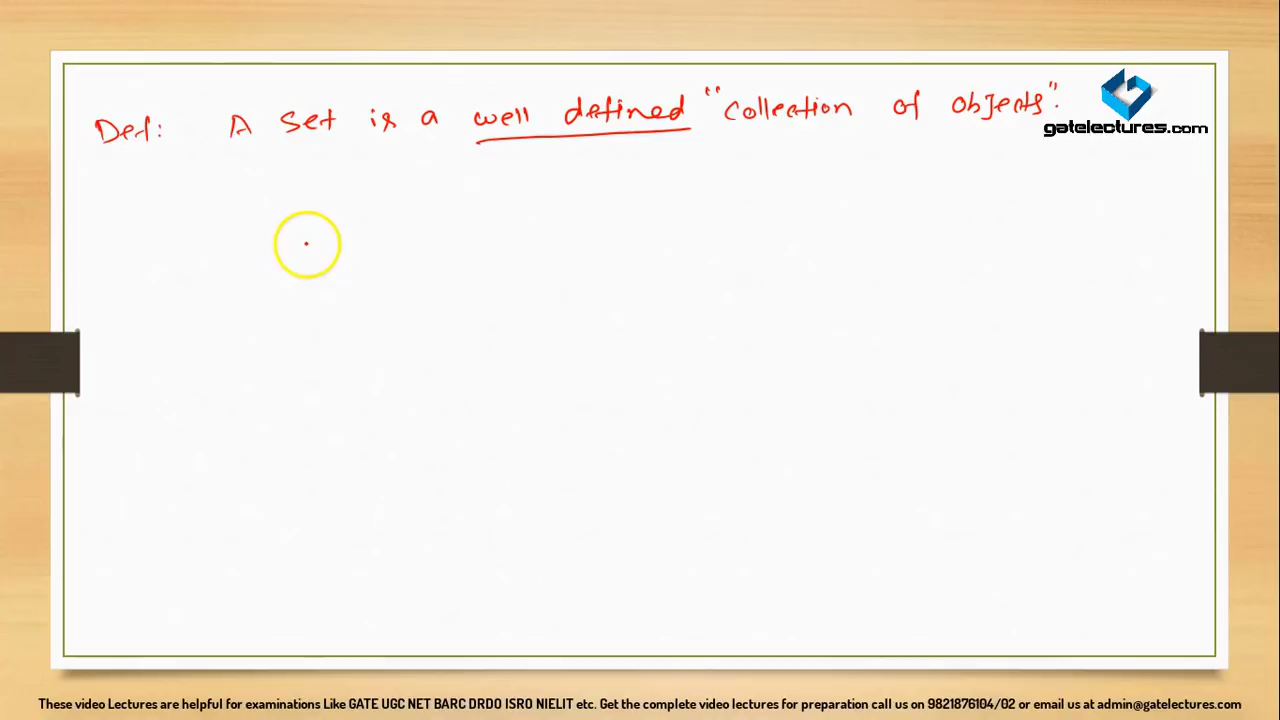 Def: A set is a well defined "collection of objects".
gatelectures.com
These video Lectures are helpful for examinations Like GATE UGC NET BARC DRDO ISRO NIELIT etc. Get the complete video lectures for preparation call us on 9821876104/02 or email us at admin@gatelectures.com